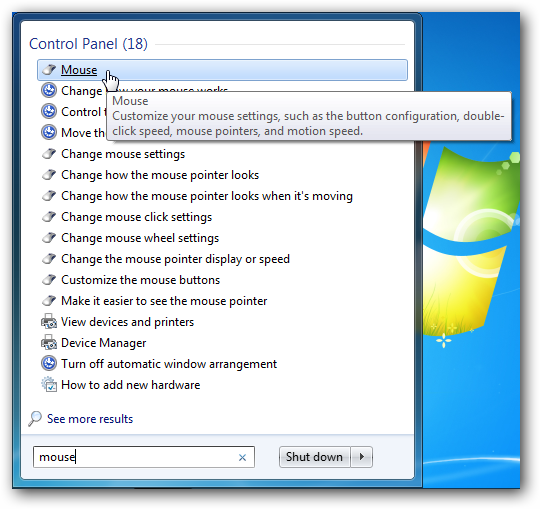 Control Panel (18)
Mouse
Change how your mouse works
Mouse
Customize your mouse settings, such as the button configuration, double-
click speed, mouse pointers, and motion speed.
Control
Move the
Change mouse settings
Change how the mouse pointer looks
Change how the mouse pointer looks when it's moving
Change mouse click settings
Change mouse wheel settings
Change the mouse pointer display or speed
Customize the mouse buttons
Make it easier to see the mouse pointer
View devices and printers
Device Manager
Turn off automatic window arrangement
How to add new hardware
See more results
mouse
Shut down